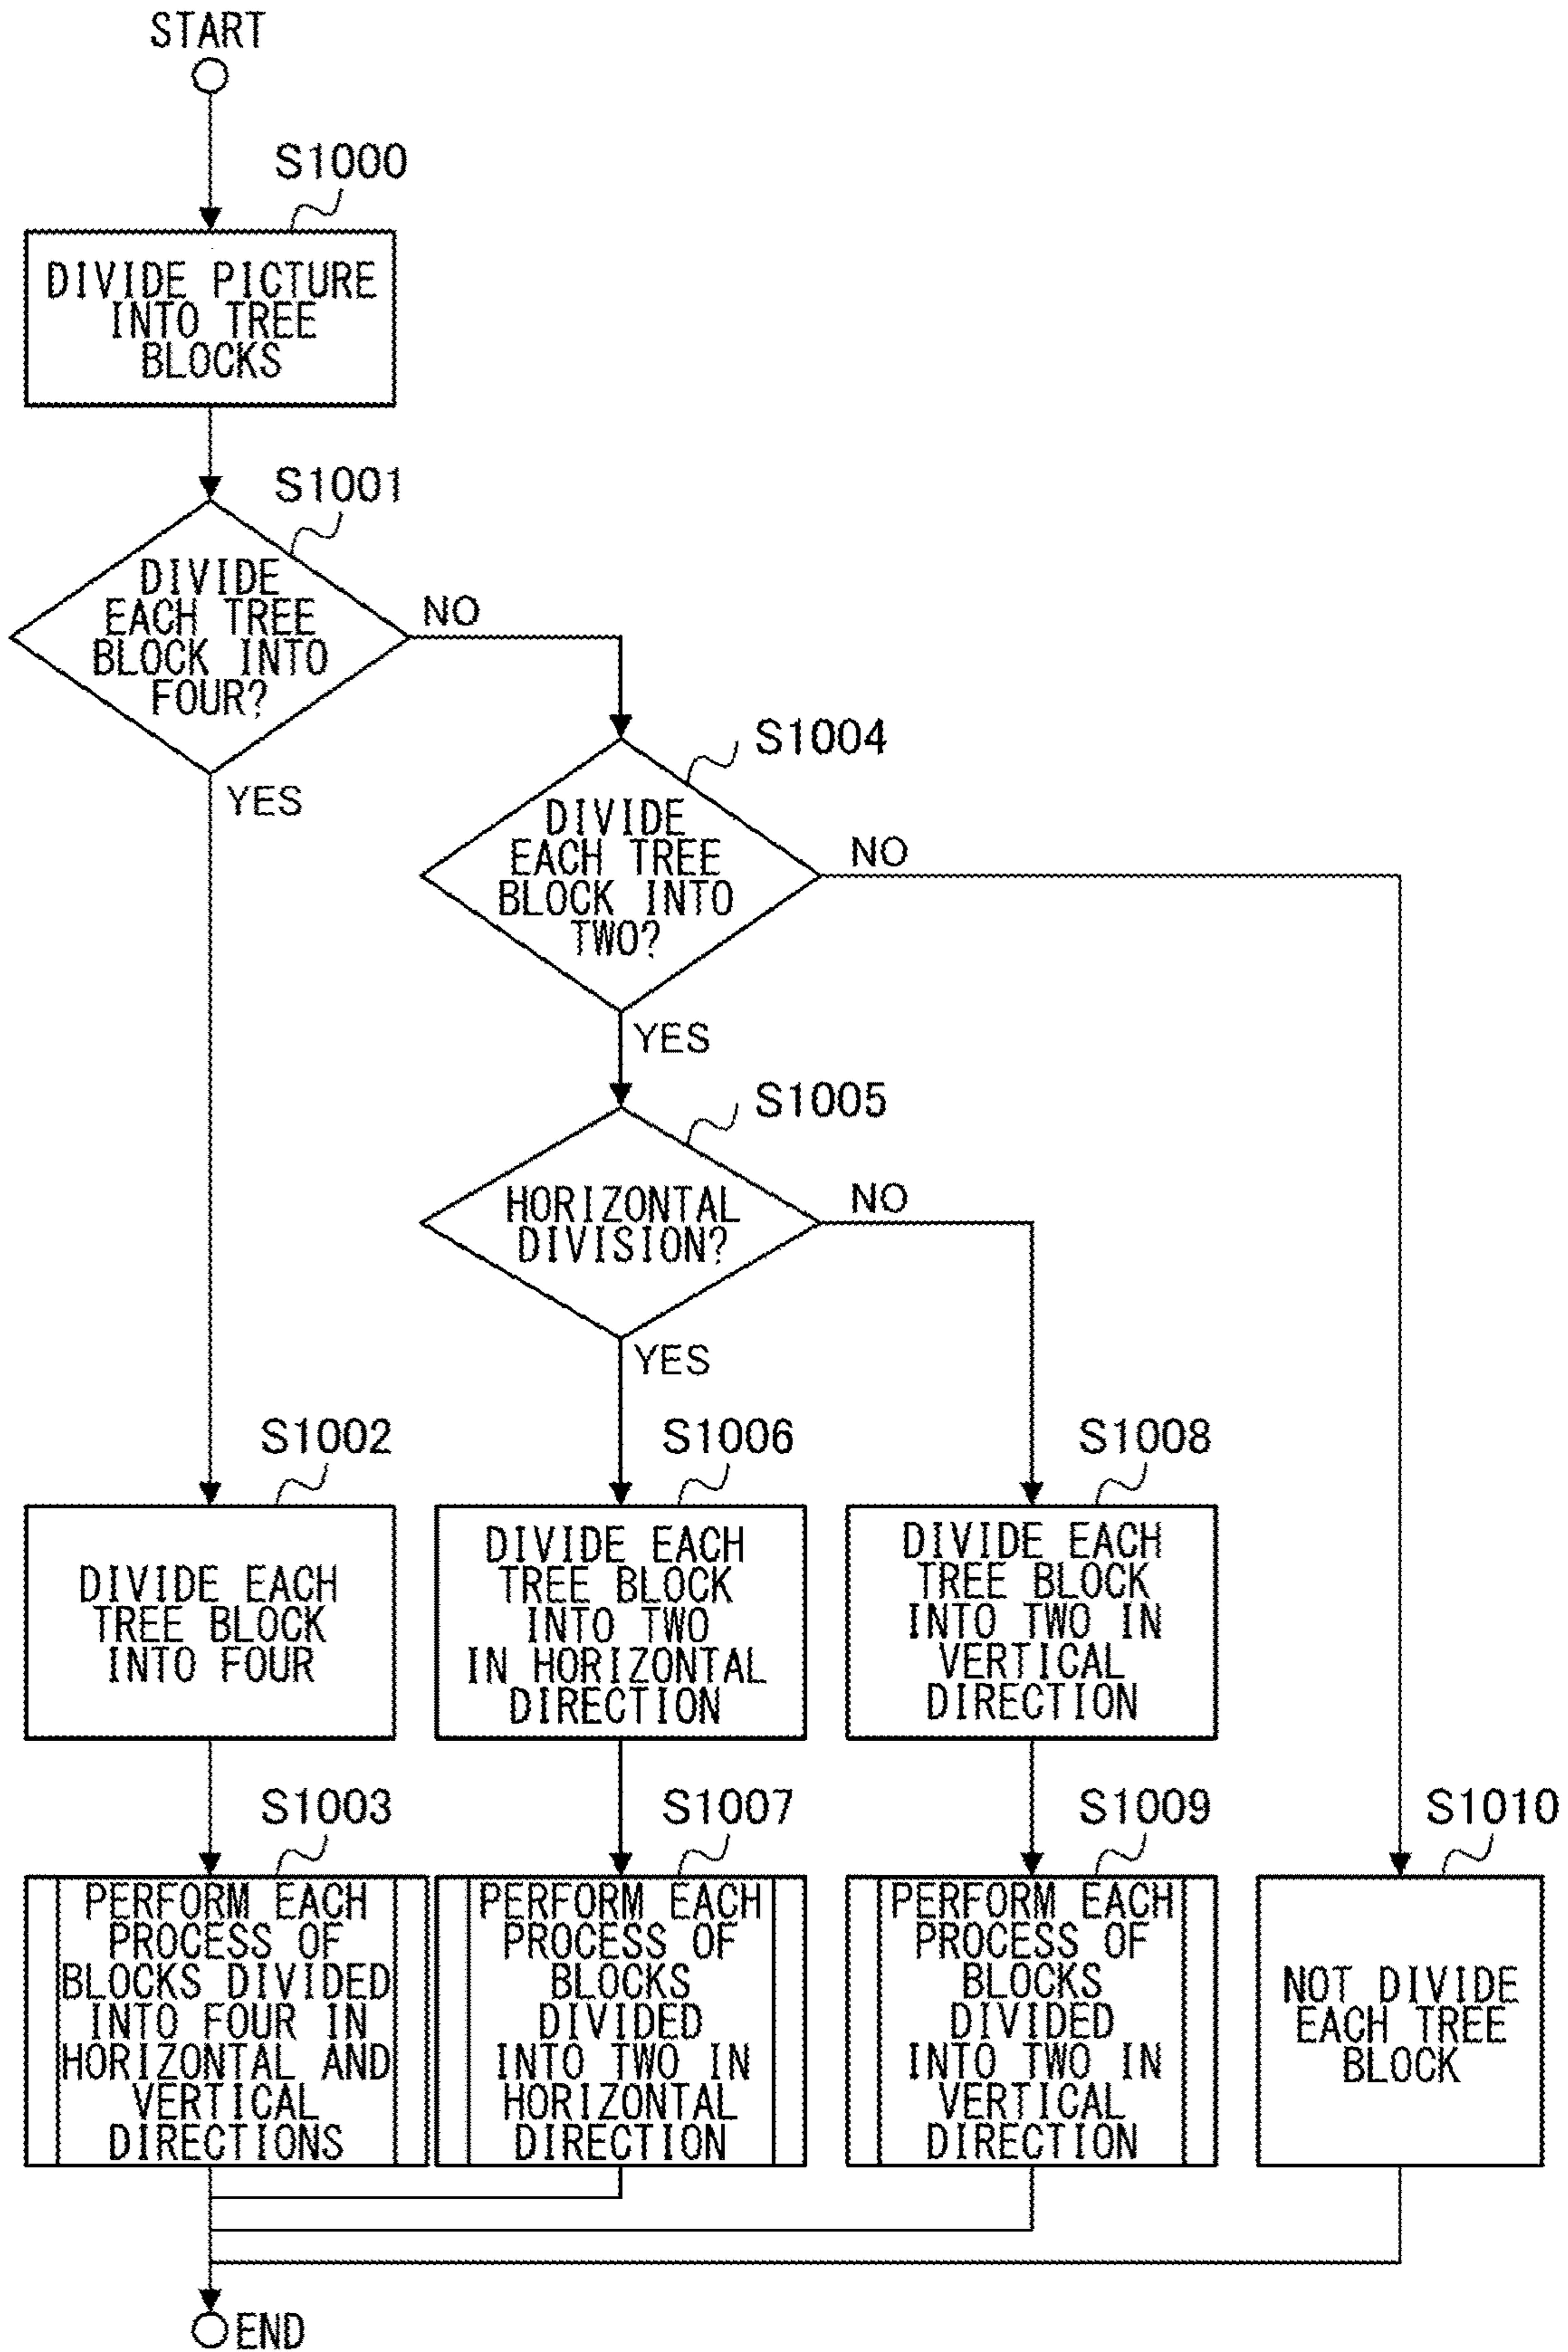 START
S1000
DIVIDE PICTURE
INTO TREE
BLOCKS
S1001
DIVIDE
EACH TREE
BLOCK INTO
FOUR?
NO
YES
S1004
DIVIDE
EACH TREE
BLOCK INTO
TWO?
NO
YES
S1005
HORIZONTAL
DIVISION?
NO
YES
S1002
DIVIDE EACH
TREE BLOCK
INTO FOUR
S1006
DIVIDE EACH
TREE BLOCK
INTO TWO
IN HORIZONTAL
DIRECTION
S1008
DIVIDE EACH
TREE BLOCK
INTO TWO IN
VERTICAL
DIRECTION
S1003
PERFORM EACH
PROCESS OF
BLOCKS DIVIDED
INTO FOUR IN
HORIZONTAL AND
VERTICAL
DIRECTIONS
S1007
PERFORM EACH
PROCESS OF
BLOCKS
DIVIDED
INTO TWO IN
HORIZONTAL
DIRECTION
S1009
PERFORM EACH
PROCESS OF
BLOCKS
DIVIDED
INTO TWO IN
VERTICAL
DIRECTION
S1010
NOT DIVIDE
EACH TREE
BLOCK
END